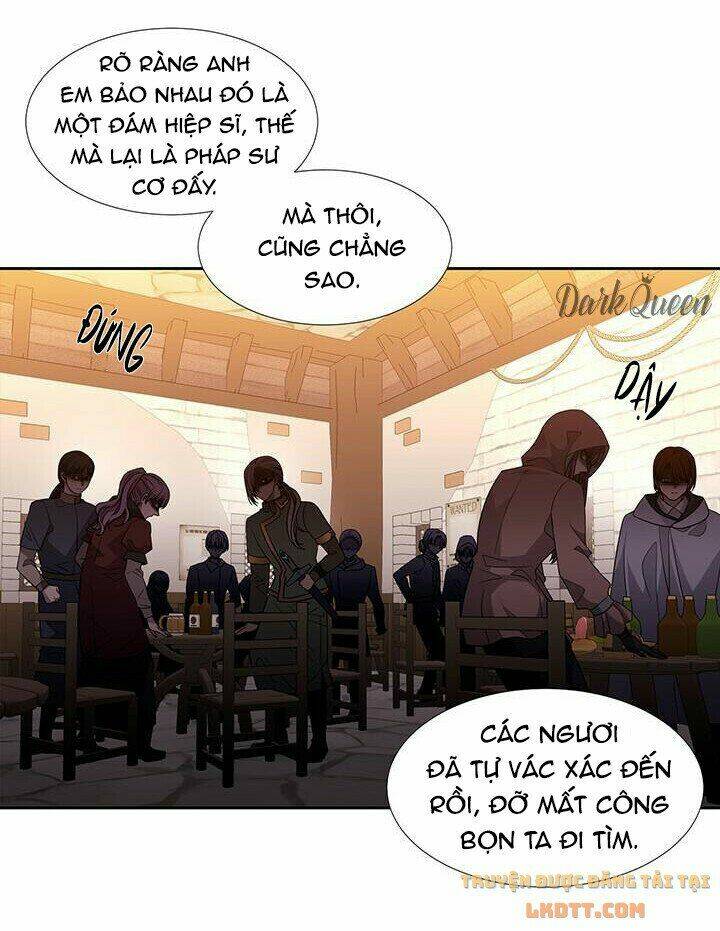 RÕ RÀNG ANH
EM BẢO NHAU ĐÓ LÀ
MỘT ĐÁM HIỆP SĨ, THẾ
MÀ LẠI LÀ PHÁP SƯ
CƠ ĐẤY.
MÀ THÔI,
CŨNG CHẲNG
SAO.
DarkQueen
ĐỨNG
DẬY
WANTED
CÁC NGƯƠI
ĐÃ TỰ VÁC XÁC ĐẾN
RỒI, ĐỠ MẤT CÔNG
BỌN TA ĐI TÌM.
TRUYỆN ĐƯỢC ĐĂNG TẢI TẠI
LKDTT.COM